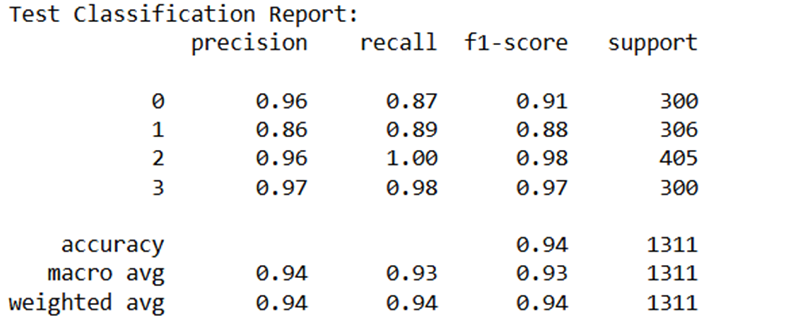 Test Classification Report:
precision recall f1-score support
0 0.96 0.87 0.91 300
1 0.86 0.89 0.88 306
2 0.96 1.00 0.98 405
3 0.97 0.98 0.97 300
accuracy 0.94 1311
macro avg 0.94 0.93 0.93 1311
weighted avg 0.94 0.94 0.94 1311